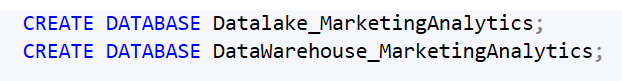 CREATE DATABASE Datalake_MarketingAnalytics;
CREATE DATABASE DataWarehouse_MarketingAnalytics;